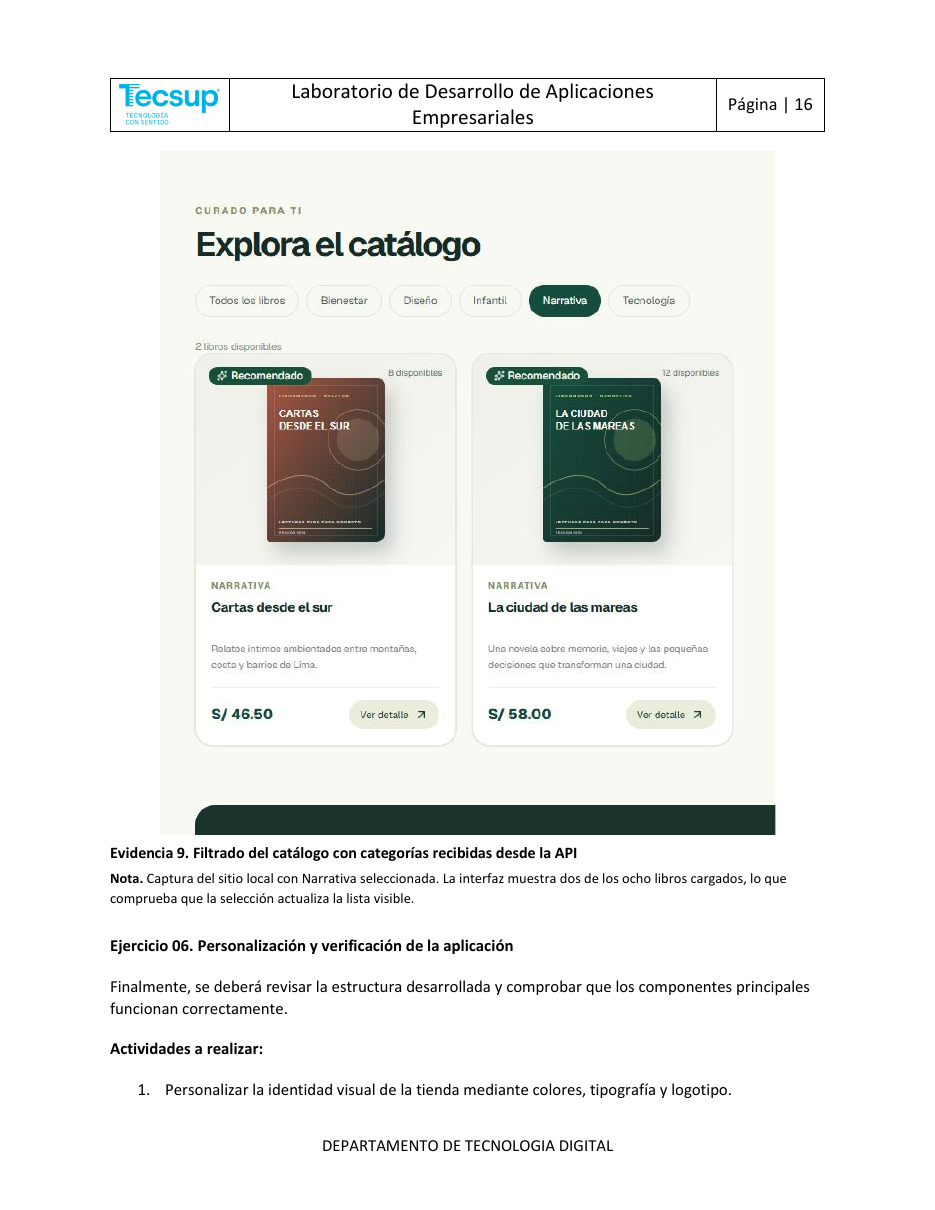 Tecsup
TECNOLOGÍA
CON SENTIDO
Laboratorio de Desarrollo de Aplicaciones
Empresariales
Página | 16
CURADO PARA TI
Explora el catálogo
Todos los libros
Bienestar
Diseño
Infantil
Narrativa
Tecnología
2 libros disponibles
Recomendado
8 disponibles
CARTAS
DESDE EL SUR
NARRATIVA
Cartas desde el sur
Relatos íntimos ambientados entre montañas,
costa y barrios de Lima.
S/ 46.50
Ver detalle
Recomendado
12 disponibles
LA CIUDAD
DE LAS MAREAS
NARRATIVA
La ciudad de las mareas
Una novela sobre memoria, viajes y las pequeñas
decisiones que transforman una ciudad.
S/ 58.00
Ver detalle
Evidencia 9. Filtrado del catálogo con categorías recibidas desde la API
Nota. Captura del sitio local con Narrativa seleccionada. La interfaz muestra dos de los ocho libros cargados, lo que
comprueba que la selección actualiza la lista visible.
Ejercicio 06. Personalización y verificación de la aplicación
Finalmente, se deberá revisar la estructura desarrollada y comprobar que los componentes principales
funcionan correctamente.
Actividades a realizar:
1. Personalizar la identidad visual de la tienda mediante colores, tipografía y logotipo.
DEPARTAMENTO DE TECNOLOGIA DIGITAL